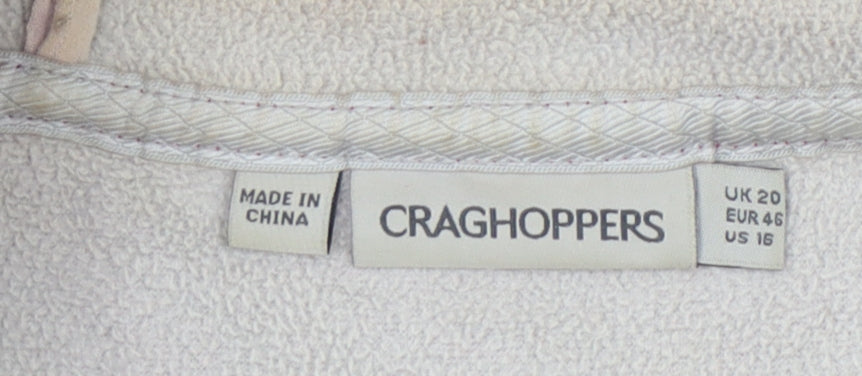 MADE IN
CHINA
CRAGHOPPERS
UK 20
EUR 46
US 16